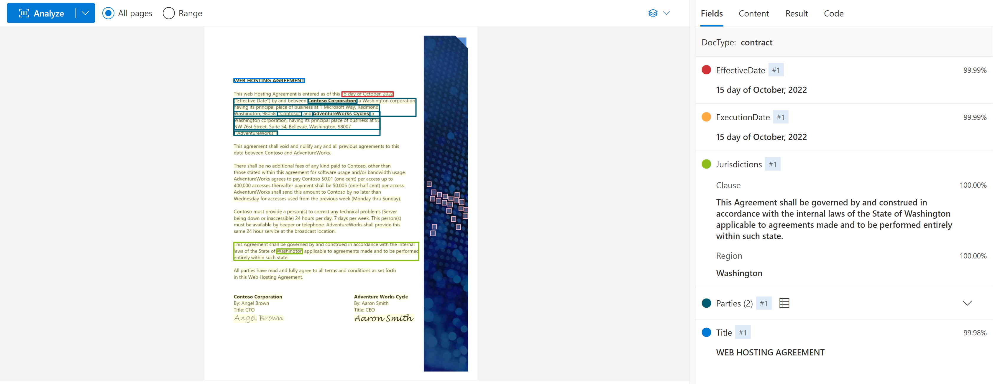 Analyze
All pages
Range
WEB HOSTING AGREEMENT
This web Hosting Agreement is entered as of this 15 day of October, 2022
("Effective Date") by and between Contoso Corporation a Washington corporation
having its principal place of business at 1 Microsoft Way, Redmond
Washington, 98058 "Contoso" and AdventureWorks Cycles a
Washington corporation, having its principal place of business at 98
NW 76st Street, Suite 54, Bellevue, Washington, 98007
"AdventureWorks")
This agreement shall void and nullify any and all previous agreements to this
date between Contoso and AdventureWorks.
There shall be no additional fees of any kind paid to Contoso, other than
those stated within this agreement for software usage and/or bandwidth usage.
AdventureWorks agrees to pay Contoso $0.01 (one cent) per access up to
400,000 accesses thereafter payment shall be $0.005 (one-half cent) per access.
AdventureWorks shall send this amount to Contoso by no later than
Wednesday for accesses used from the previous week (Monday thru Sunday).
Contoso must provide a person(s) to correct any technical problems (Server
being down or inaccessible) 24 hours per day, 7 days per week. This person(s)
must be available by beeper or telephone. AdventureWorks shall provide this
same 24 hour service at the broadcast location.
This Agreement shall be governed by and construed in accordance with the internal
laws of the State of Washington applicable to agreements made and to be performed
entirely within such state.
All parties have read and fully agree to all terms and conditions as set forth
in this Web Hosting Agreement.
Contoso Corporation
By: Angel Brown
Title: CTO
Angel Brown
Adventure Works Cycle
By: Aaron Smith
Title: CEO
Aaron Smith
Fields
Content
Result
Code
DocType: contract
EffectiveDate #1 99.99%
15 day of October, 2022
ExecutionDate #1 99.99%
15 day of October, 2022
Jurisdictions #1
Clause 100.00%
This Agreement shall be governed by and construed in
accordance with the internal laws of the State of Washington
applicable to agreements made and to be performed entirely
within such state.
Region 100.00%
Washington
Parties (2) #1
Title #1 99.98%
WEB HOSTING AGREEMENT